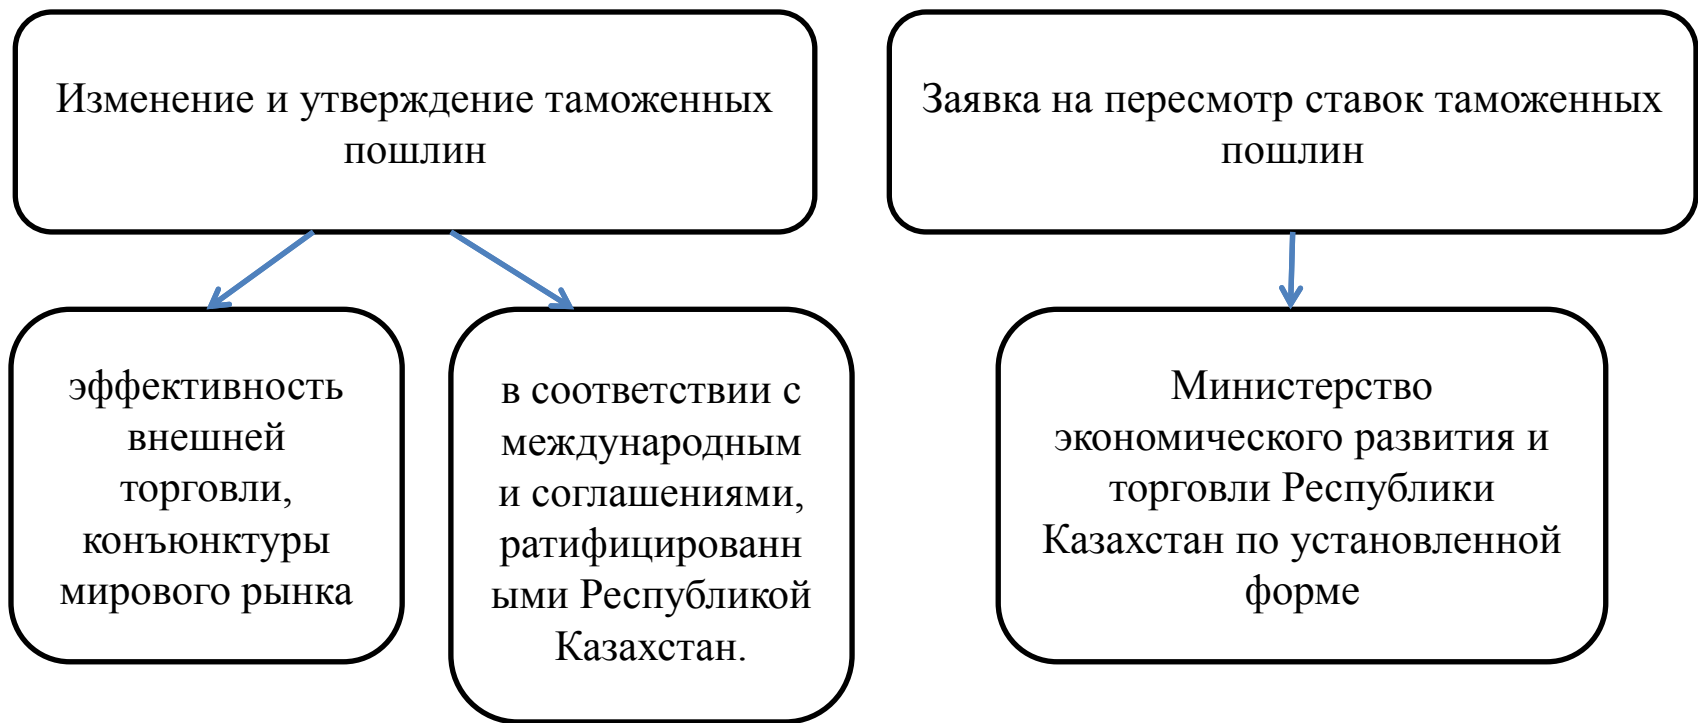 Изменение и утверждение таможенных
пошлин
Заявка на пересмотр ставок таможенных
пошлин
эффективность
внешней
торговли,
конъюнктуры
мирового рынка
в соответствии с
международным
и соглашениями,
ратифицированн
ыми Республикой
Казахстан.
Министерство
экономического развития и
торговли Республики
Казахстан по установленной
форме